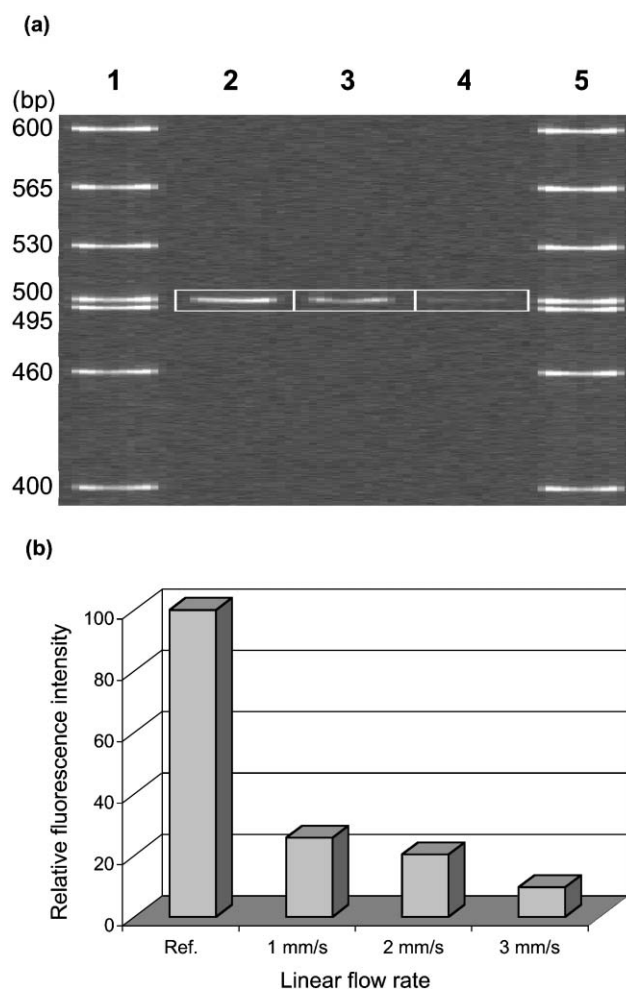 (a)
1 2 3 4 5
(bp)
600
565
530
500
495
460
400
(b)
Relative fluorescence intensity
100
80
60
40
20
0
Ref. 1 mm/s 2 mm/s 3 mm/s
Linear flow rate